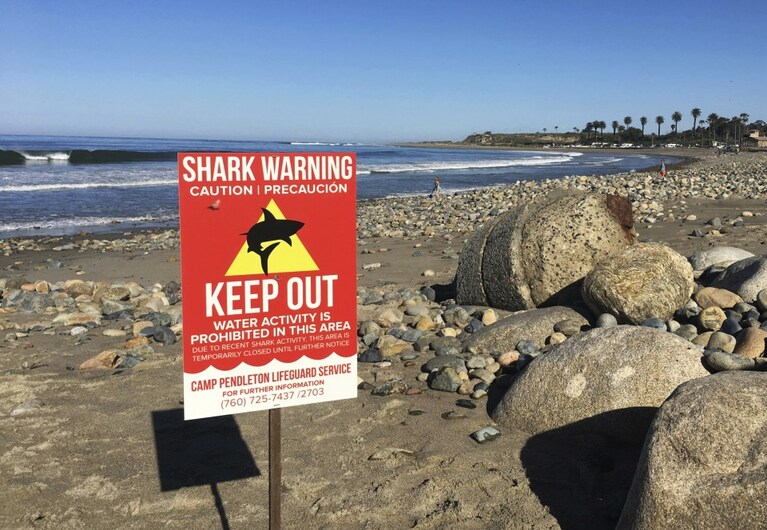 SHARK WARNING
CAUTION | PRECAUCIÓN
KEEP OUT
WATER ACTIVITY IS
PROHIBITED IN THIS AREA
DUE TO RECENT SHARK ACTIVITY, THIS AREA IS
TEMPORARILY CLOSED UNTIL FURTHER NOTICE
CAMP PENDLETON LIFEGUARD SERVICE
FOR FURTHER INFORMATION
(760) 725-7437 /2703